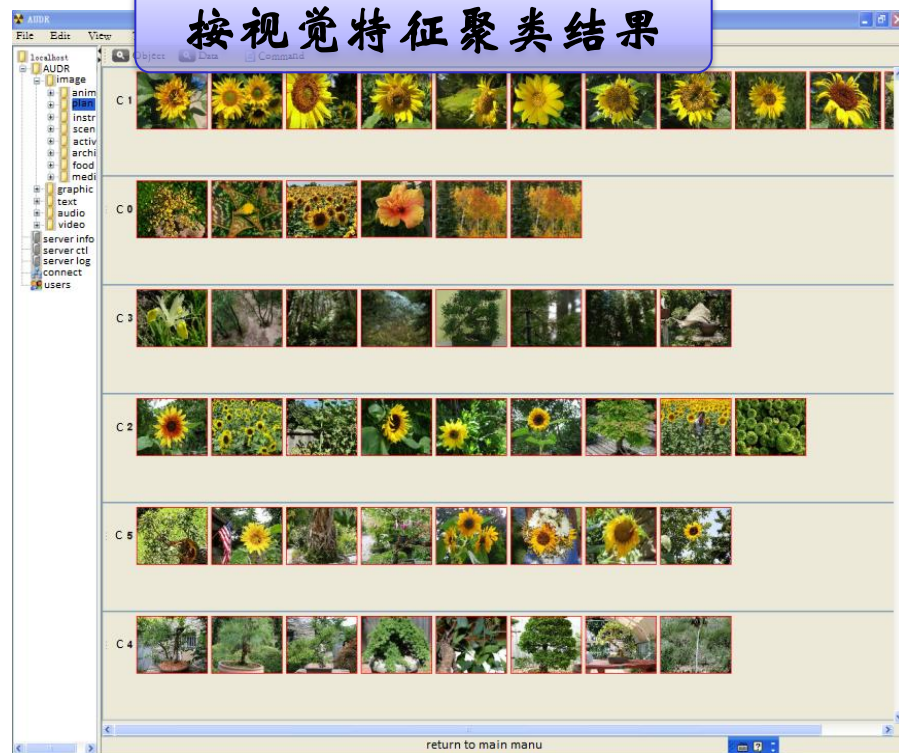 按视觉特征聚类结果
AUDR
File Edit View
Object Data Command
localhost
AUDR
image
anim
plan
instr
scen
activ
archi
food
medi
graphic
text
audio
video
server info
server ctl
server log
connect
users
C 1
C 0
C 3
C 2
C 5
C 4
return to main manu